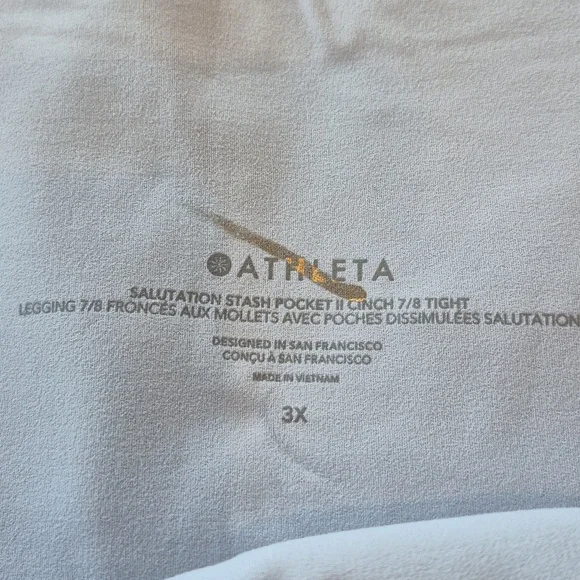 ATHLETA
SALUTATION STASH POCKET II CINCH 7/8 TIGHT
LEGGING 7/8 FRONCÉS AUX MOLLETS AVEC POCHES DISSIMULÉES SALUTATION
DESIGNED IN SAN FRANCISCO
CONÇU À SAN FRANCISCO
MADE IN VIETNAM
3X